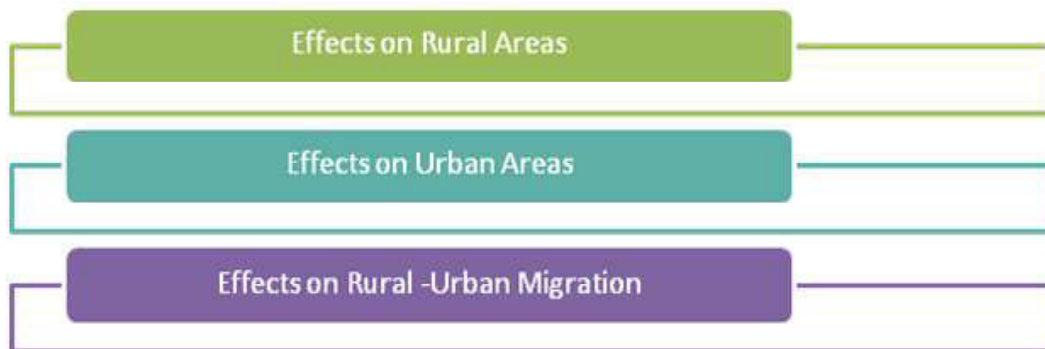 Effects on Rural Areas
Effects on Urban Areas
Effects on Rural -Urban Migration